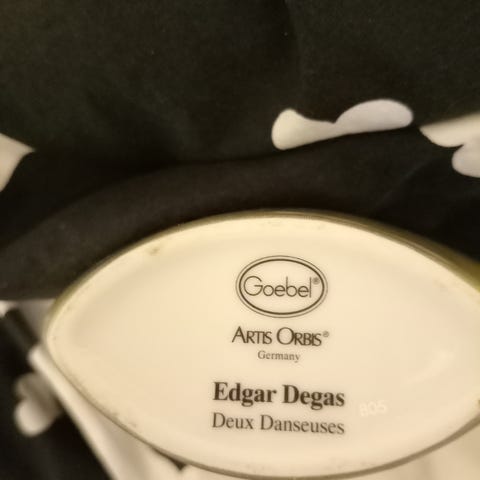 Goebel®
ARTIS ORBIS®
Germany
Edgar Degas
805
Deux Danseuses